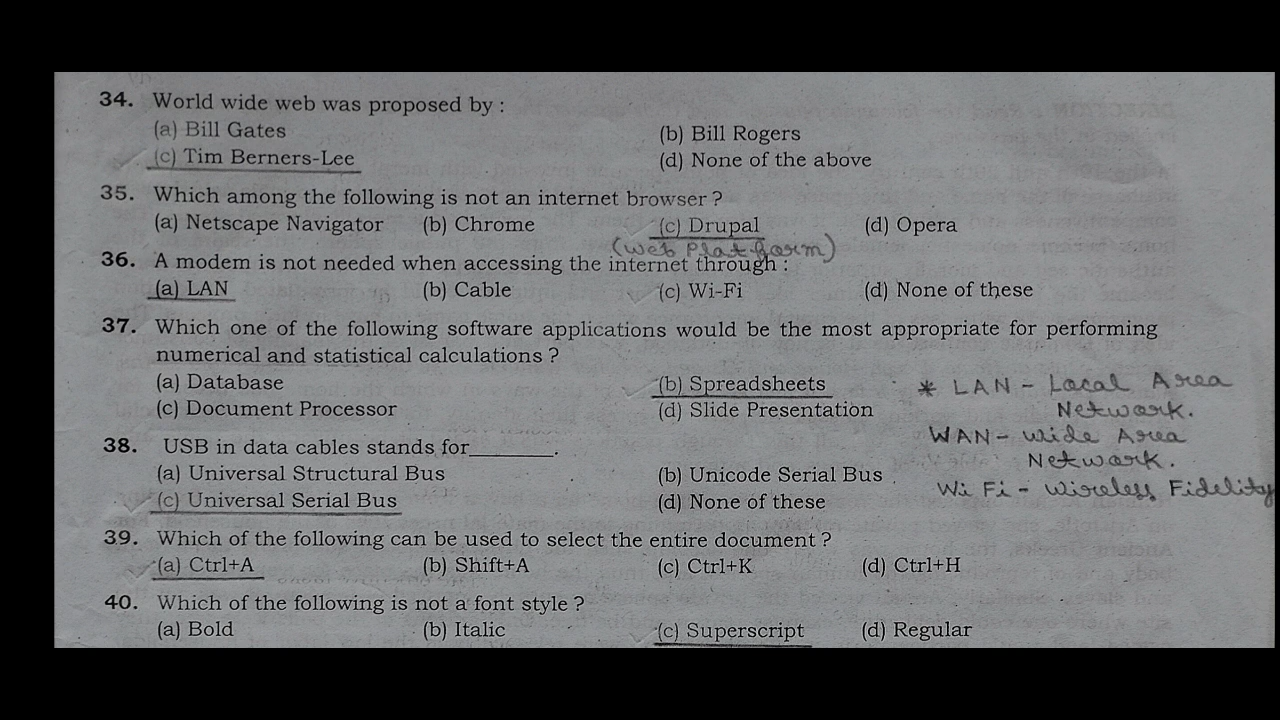 34. World wide web was proposed by :
(a) Bill Gates (b) Bill Rogers
(c) Tim Berners-Lee (d) None of the above
35. Which among the following is not an internet browser ?
(a) Netscape Navigator (b) Chrome (c) Drupal (d) Opera
(Web Platform)
36. A modem is not needed when accessing the internet through :
(a) LAN (b) Cable (c) Wi-Fi (d) None of these
37. Which one of the following software applications would be the most appropriate for performing
numerical and statistical calculations ?
(a) Database (b) Spreadsheets * LAN - Local Area
(c) Document Processor (d) Slide Presentation Network.
38. USB in data cables stands for________. WAN - Wide Area
Network.
(a) Universal Structural Bus (b) Unicode Serial Bus
Wi Fi - Wireless Fidelity
(c) Universal Serial Bus (d) None of these
39. Which of the following can be used to select the entire document ?
(a) Ctrl+A (b) Shift+A (c) Ctrl+K (d) Ctrl+H
40. Which of the following is not a font style ?
(a) Bold (b) Italic (c) Superscript (d) Regular